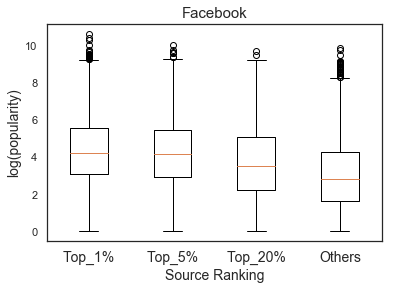 Facebook
log(popularity)
10
8
6
4
2
0
Top_1% Top_5% Top_20% Others
Source Ranking